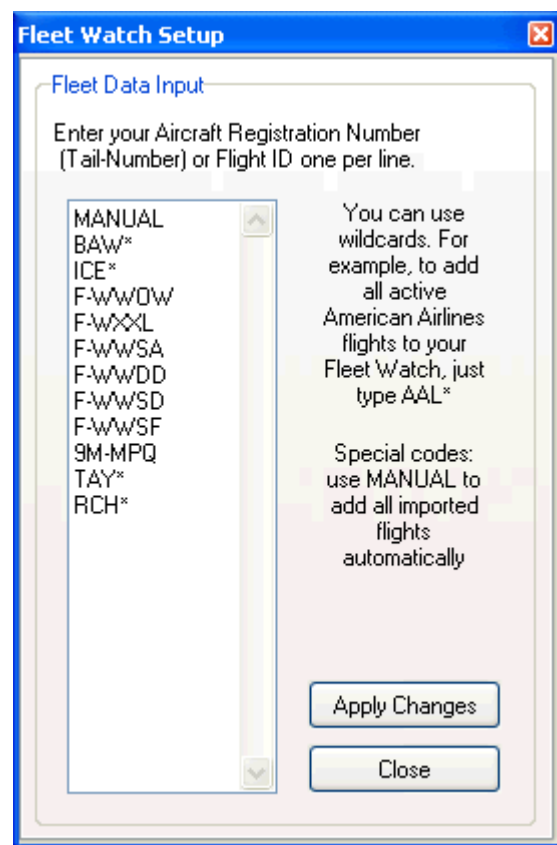 Fleet Watch Setup
Fleet Data Input
Enter your Aircraft Registration Number
(Tail-Number) or Flight ID one per line.
MANUAL
BAW*
ICE*
F-WWOW
F-WXXL
F-WWSA
F-WWDD
F-WWSD
F-WWSF
9M-MPQ
TAY*
RCH*
You can use
wildcards. For
example, to add
all active
American Airlines
flights to your
Fleet Watch, just
type AAL*
Special codes:
use MANUAL to
add all imported
flights
automatically
Apply Changes
Close